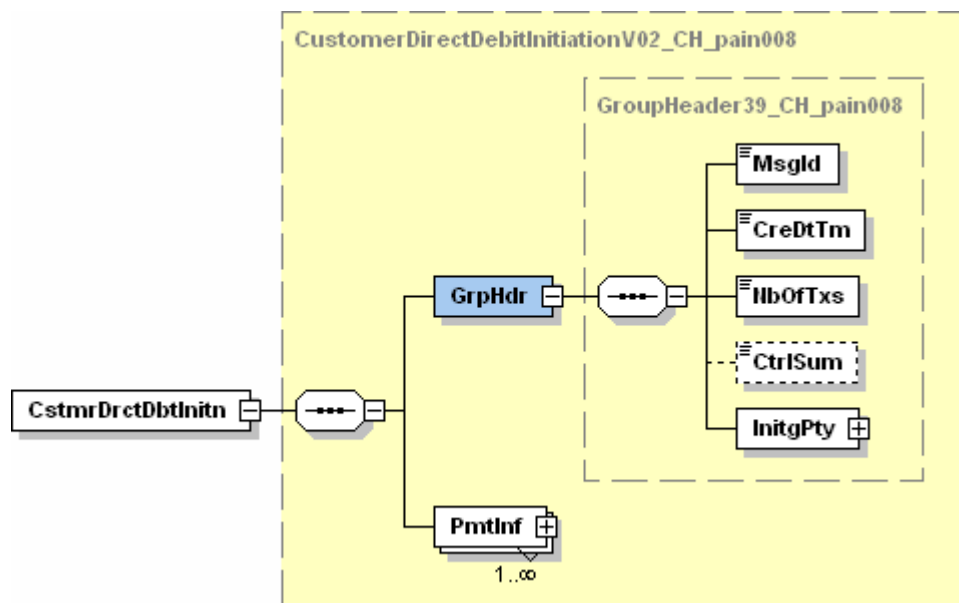 CustomerDirectDebitInitiationV02_CH_pain008
GroupHeader39_CH_pain008
MsgId
CreDtTm
GrpHdr
NbOfTxs
CtrlSum
CstmrDrctDbtInitn
InitgPty
PmtInf
1..∞